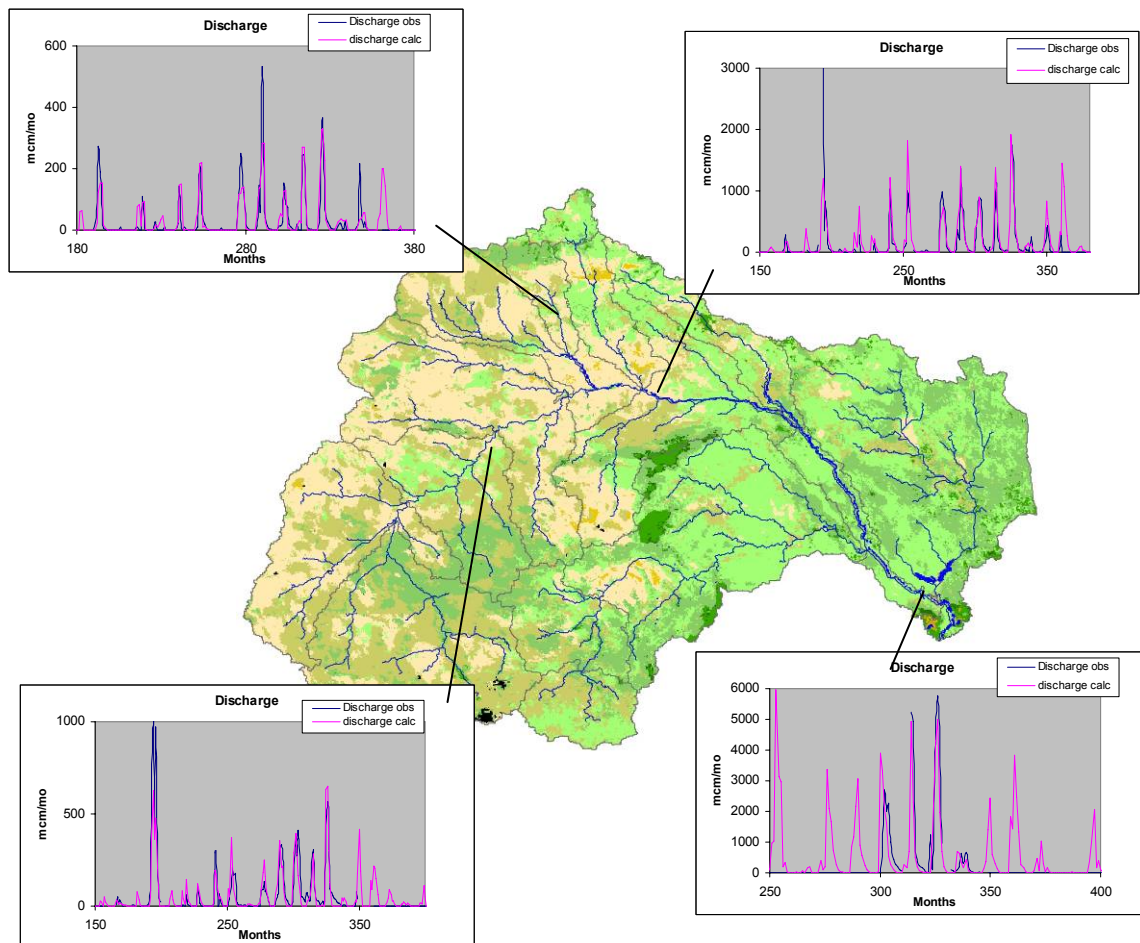 Discharge
Discharge obs
discharge calc
600
400
200
0
mcm/mo
180
280
380
Months
Discharge
Discharge obs
discharge calc
3000
2000
1000
0
mcm/mo
150
250
350
Months
Discharge
Discharge obs
discharge calc
1000
500
0
mcm/mo
150
250
350
Months
Discharge
Discharge obs
discharge calc
6000
5000
4000
3000
2000
1000
0
mcm/mo
250
300
350
400
Months